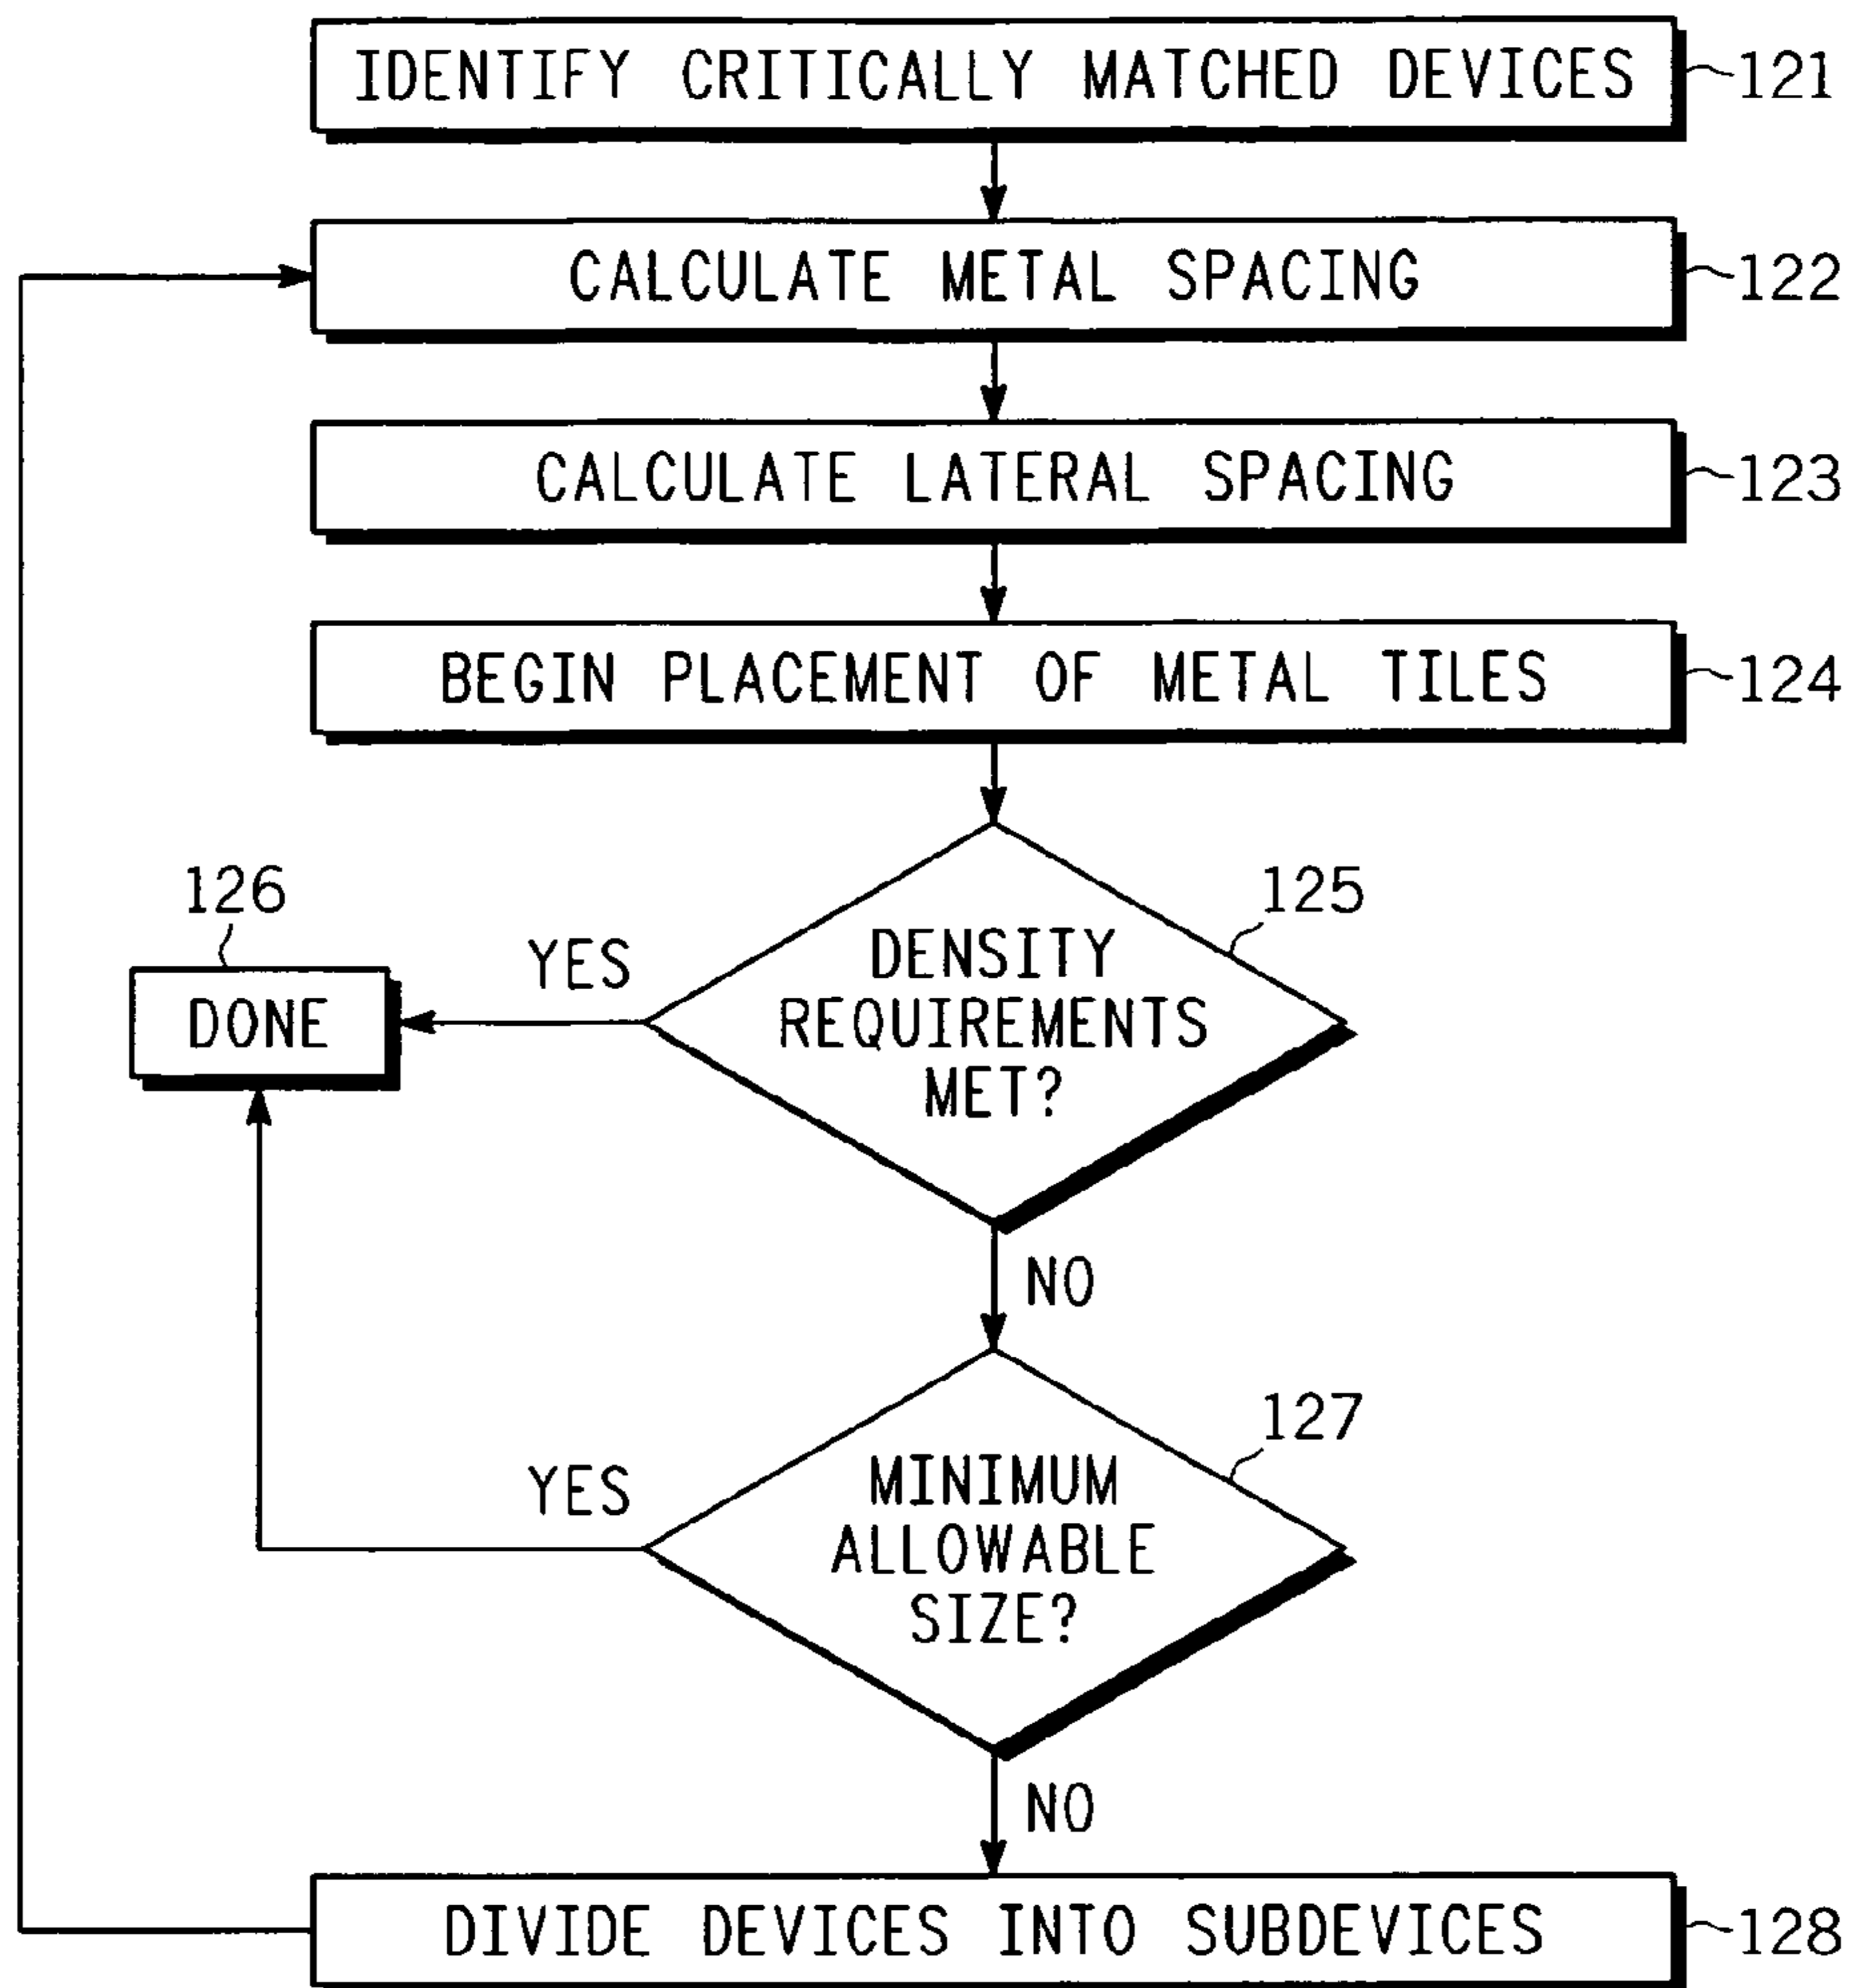 IDENTIFY CRITICALLY MATCHED DEVICES
121
CALCULATE METAL SPACING
122
CALCULATE LATERAL SPACING
123
BEGIN PLACEMENT OF METAL TILES
124
126
DONE
YES
125
DENSITY
REQUIREMENTS
MET?
NO
127
YES
MINIMUM
ALLOWABLE
SIZE?
NO
DIVIDE DEVICES INTO SUBDEVICES
128